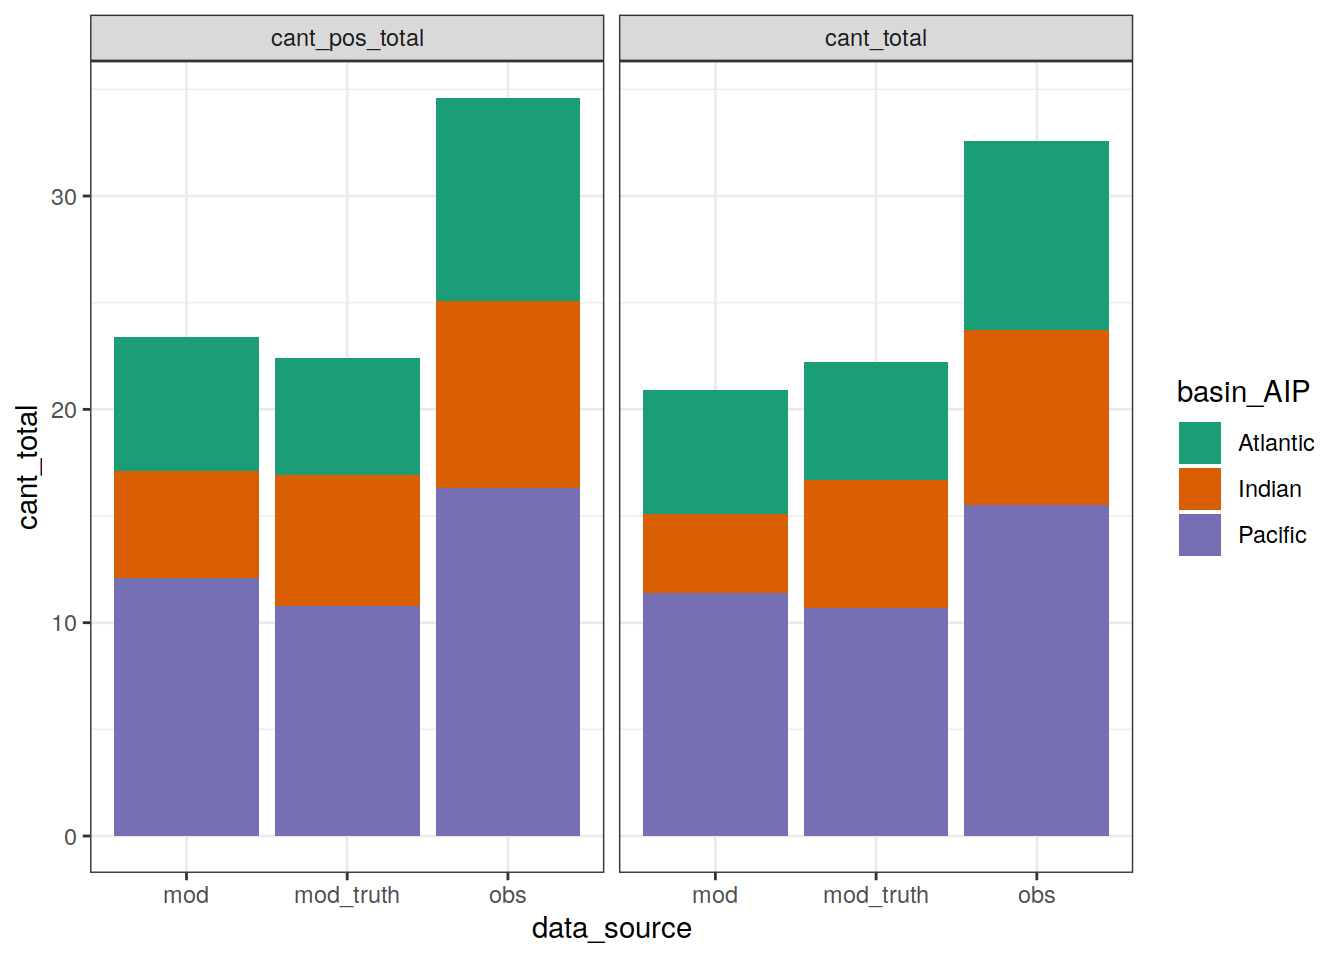 cant_pos_total
cant_total
30
20
10
0
cant_total
mod
mod_truth
obs
mod
mod_truth
obs
data_source
basin_AIP
Atlantic
Indian
Pacific